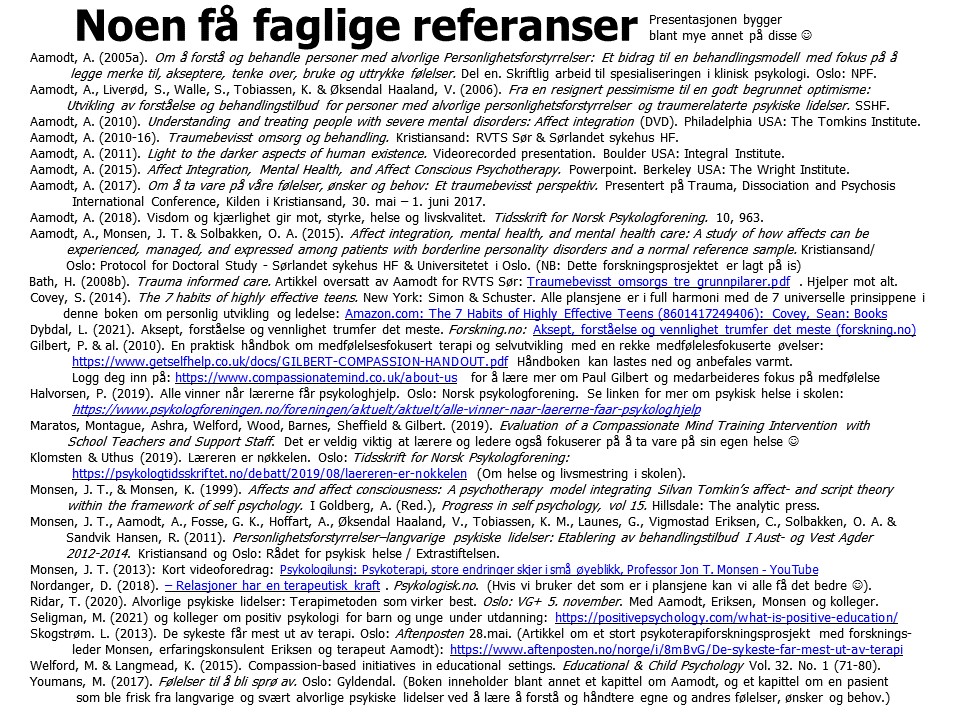 Noen få faglige referanser
Presentasjonen bygger
blant mye annet på disse ☺
Aamodt, A. (2005a). Om å forstå og behandle personer med alvorlige Personlighetsforstyrrelser: Et bidrag til en behandlingsmodell med fokus på å
legge merke til, akseptere, tenke over, bruke og uttrykke følelser. Del en. Skriftlig arbeid til spesialiseringen i klinisk psykologi. Oslo: NPF.
Aamodt, A., Liverød, S., Walle, S., Tobiassen, K. & Øksendal Haaland, V. (2006). Fra en resignert pessimisme til en godt begrunnet optimisme:
Utvikling av forståelse og behandlingstilbud for personer med alvorlige personlighetsforstyrrelser og traumerelaterte psykiske lidelser. SSHF.
Aamodt, A. (2010). Understanding and treating people with severe mental disorders: Affect integration (DVD). Philadelphia USA: The Tomkins Institute.
Aamodt, A. (2010-16). Traumebevisst omsorg og behandling. Kristiansand: RVTS Sør & Sørlandet sykehus HF.
Aamodt, A. (2011). Light to the darker aspects of human existence. Videorecorded presentation. Boulder USA: Integral Institute.
Aamodt, A. (2015). Affect Integration, Mental Health, and Affect Conscious Psychotherapy. Powerpoint. Berkeley USA: The Wright Institute.
Aamodt, A. (2017). Om å ta vare på våre følelser, ønsker og behov: Et traumebevisst perspektiv. Presentert på Trauma, Dissociation and Psychosis
International Conference, Kilden i Kristiansand, 30. mai – 1. juni 2017.
Aamodt, A. (2018). Visdom og kjærlighet gir mot, styrke, helse og livskvalitet. Tidsskrift for Norsk Psykologforening. 10, 963.
Aamodt, A., Monsen, J. T. & Solbakken, O. A. (2015). Affect integration, mental health, and mental health care: A study of how affects can be
experienced, managed, and expressed among patients with borderline personality disorders and a normal reference sample. Kristiansand/
Oslo: Protocol for Doctoral Study - Sørlandet sykehus HF & Universitetet i Oslo. (NB: Dette forskningsprosjektet er lagt på is)
Bath, H. (2008b). Trauma informed care. Artikkel oversatt av Aamodt for RVTS Sør: Traumebevisst_omsorgs_tre_grunnpilarer.pdf . Hjelper mot alt.
Covey, S. (2014). The 7 habits of highly effective teens. New York: Simon & Schuster. Alle plansjene er i full harmoni med de 7 universelle prinsippene i
denne boken om personlig utvikling og ledelse: Amazon.com: The 7 Habits of Highly Effective Teens (8601417249406): Covey, Sean: Books
Dybdal, L. (2021). Aksept, forståelse og vennlighet trumfer det meste. Forskning.no: Aksept, forståelse og vennlighet trumfer det meste (forskning.no)
Gilbert, P. & al. (2010). En praktisk håndbok om medfølelsesfokusert terapi og selvutvikling med en rekke medfølelesfokuserte øvelser:
https://www.getselfhelp.co.uk/docs/GILBERT-COMPASSION-HANDOUT.pdf Håndboken kan lastes ned og anbefales varmt.
Logg deg inn på: https://www.compassionatemind.co.uk/about-us for å lære mer om Paul Gilbert og medarbeideres fokus på medfølelse
Halvorsen, P. (2019). Alle vinner når lærerne får psykologhjelp. Oslo: Norsk psykologforening. Se linken for mer om psykisk helse i skolen:
https://www.psykologforeningen.no/foreningen/aktuelt/aktuelt/alle-vinner-naar-laererne-faar-psykologhjelp
Maratos, Montague, Ashra, Welford, Wood, Barnes, Sheffield & Gilbert. (2019). Evaluation of a Compassionate Mind Training Intervention with
School Teachers and Support Staff. Det er veldig viktig at lærere og ledere også fokuserer på å ta vare på sin egen helse ☺
Klomsten & Uthus (2019). Læreren er nøkkelen. Oslo: Tidsskrift for Norsk Psykologforening:
https://psykologtidsskriftet.no/debatt/2019/08/laereren-er-nokkelen (Om helse og livsmestring i skolen).
Monsen, J. T., & Monsen, K. (1999). Affects and affect consciousness: A psychotherapy model integrating Silvan Tomkin's affect- and script theory
within the framework of self psychology. I Goldberg, A. (Red.), Progress in self psychology, vol 15. Hillsdale: The analytic press.
Monsen, J. T., Aamodt, A., Fosse, G. K., Hoffart, A., Øksendal Haaland, V., Tobiassen, K. M., Launes, G., Vigmostad Eriksen, C., Solbakken, O. A. &
Sandvik Hansen, R. (2011). Personlighetsforstyrrelser–langvarige psykiske lidelser: Etablering av behandlingstilbud I Aust- og Vest Agder
2012-2014. Kristiansand og Oslo: Rådet for psykisk helse / Extrastiftelsen.
Monsen, J. T. (2013): Kort videoforedrag: Psykologilunsj: Psykoterapi, store endringer skjer i små øyeblikk, Professor Jon T. Monsen - YouTube
Nordanger, D. (2018). – Relasjoner har en terapeutisk kraft . Psykologisk.no. (Hvis vi bruker det som er i plansjene kan vi alle få det bedre ☺).
Ridar, T. (2020). Alvorlige psykiske lidelser: Terapimetoden som virker best. Oslo: VG+ 5. november. Med Aamodt, Eriksen, Monsen og kolleger.
Seligman, M. (2021) og kolleger om positiv psykologi for barn og unge under utdanning: https://positivepsychology.com/what-is-positive-education/
Skogstrøm. L. (2013). De sykeste får mest ut av terapi. Oslo: Aftenposten 28.mai. (Artikkel om et stort psykoterapiforskningsprosjekt med forsknings-
leder Monsen, erfaringskonsulent Eriksen og terapeut Aamodt): https://www.aftenposten.no/norge/i/8mBvG/De-sykeste-far-mest-ut-av-terapi
Welford, M. & Langmead, K. (2015). Compassion-based initiatives in educational settings. Educational & Child Psychology Vol. 32. No. 1 (71-80).
Youmans, M. (2017). Følelser til å bli sprø av. Oslo: Gyldendal. (Boken inneholder blant annet et kapittel om Aamodt, og et kapittel om en pasient
som ble frisk fra langvarige og svært alvorlige psykiske lidelser ved å lære å forstå og håndtere egne og andres følelser, ønsker og behov.)